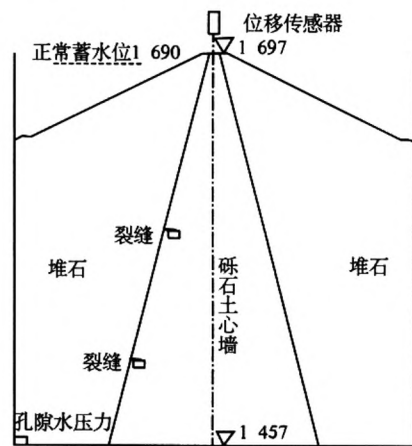 位移传感器
正常蓄水位1 690
1 697
裂缝
堆石
砾石土心墙
堆石
裂缝
孔隙水压力
1 457